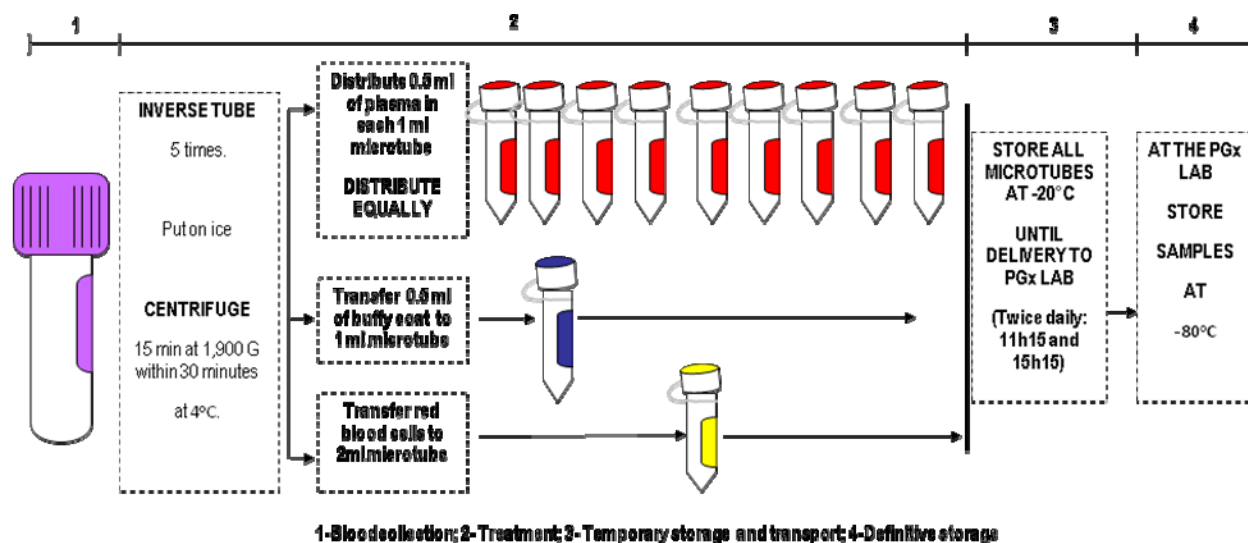 1
2
3
4
INVERSE TUBE
5 times.
Put on ice
CENTRIFUGE
15 min at 1,900 G
within 30 minutes
at 4°C.
Distribute 0.5 ml
of plasma in
each 1 ml
microtube
DISTRIBUTE
EQUALLY
Transfer 0.5 ml
of buffy coat to
1 ml microtube
Transfer red
blood cells to
2ml microtube
STORE ALL
MICROTUBES
AT -20°C
UNTIL
DELIVERY TO
PGx LAB
(Twice daily:
11h15 and
15h15)
AT THE PGx
LAB
STORE
SAMPLES
AT
-80°C
1-Blood collection; 2- Treatment; 3- Temporary storage and transport; 4-Definitive storage